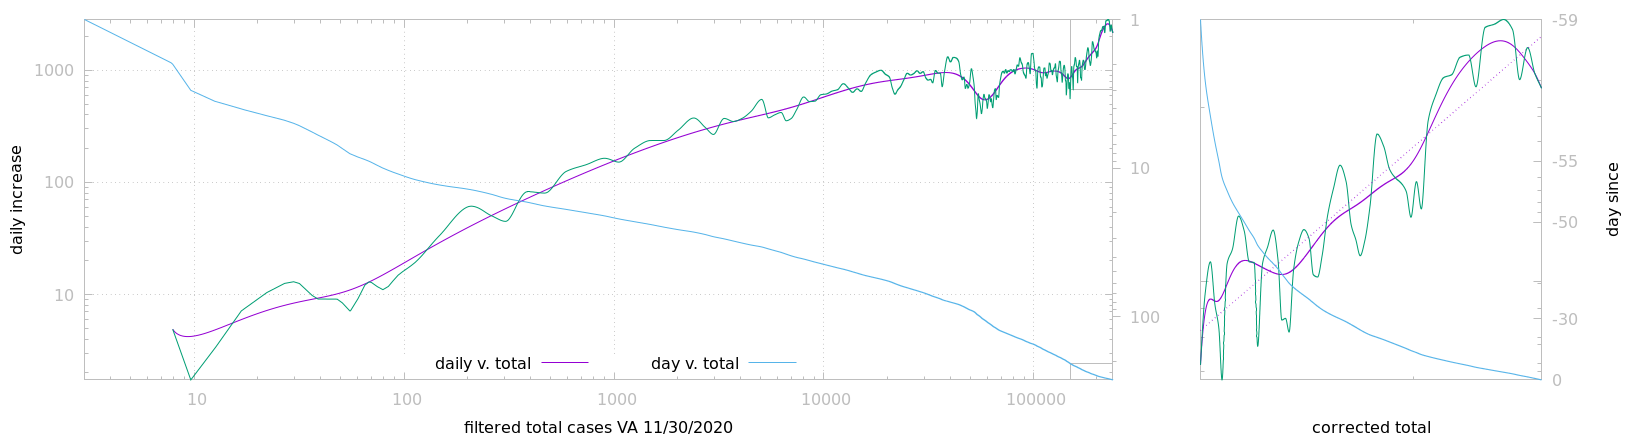 daily increase
1000
100
10
10
100
1000
10000
100000
1
10
100
daily v. total
day v. total
filtered total cases VA 11/30/2020
-59
-55
-50
-30
0
day since
corrected total